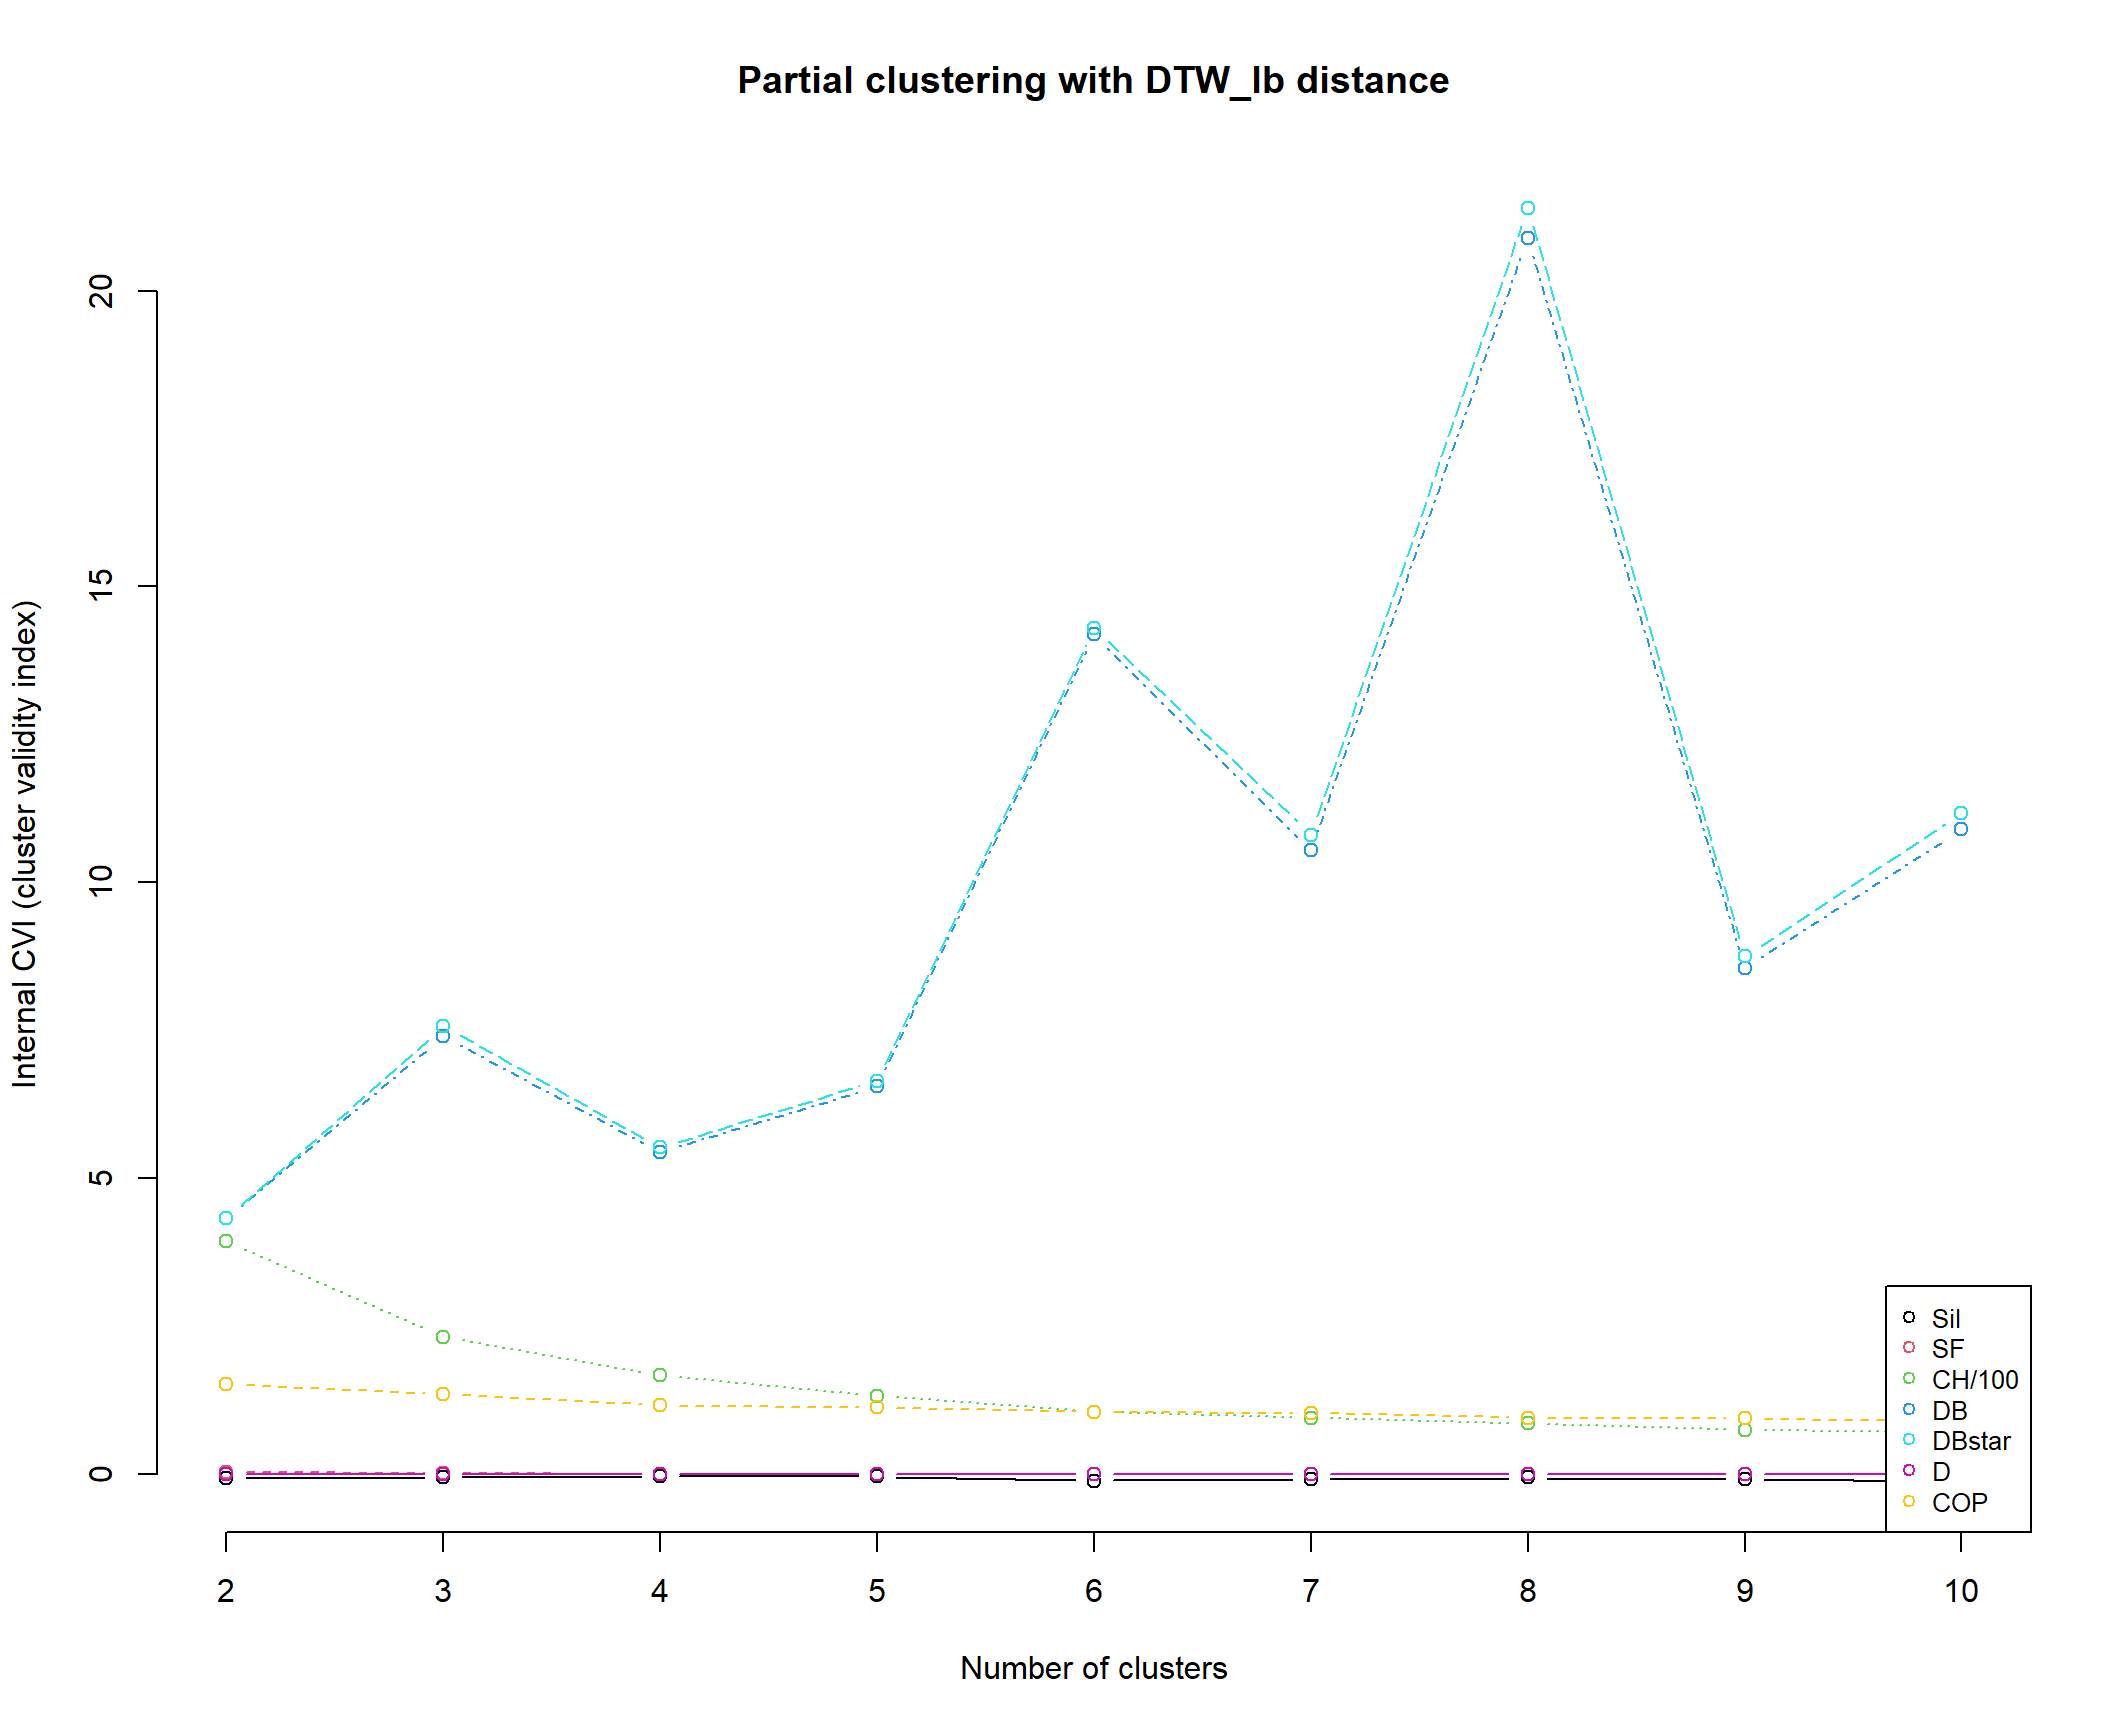 Partial clustering with DTW_lb distance
Internal CVI (cluster validity index)
20
15
10
5
0
Sil
SF
CH/100
DB
DBstar
D
COP
2 3 4 5 6 7 8 9 10
Number of clusters